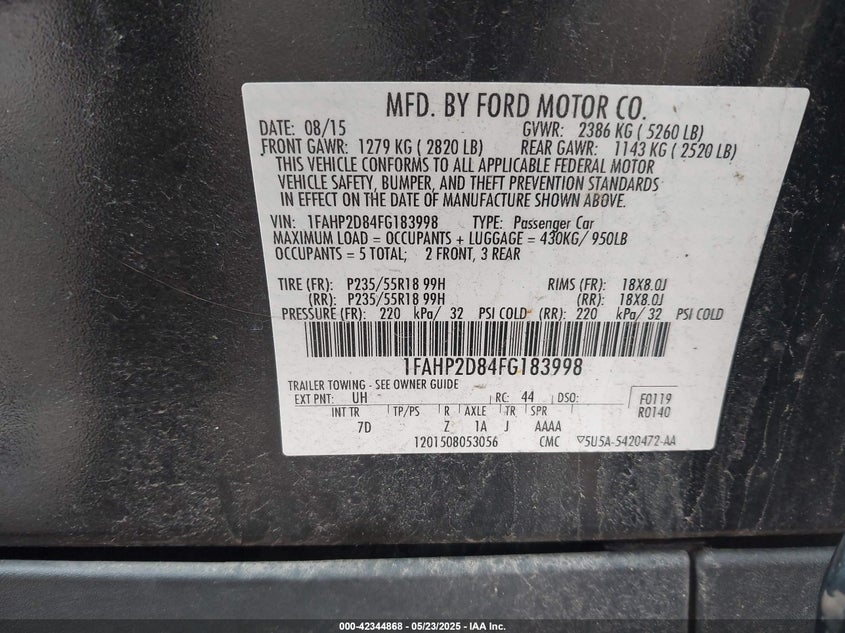 MFD. BY FORD MOTOR CO.
DATE: 08/15 GVWR: 2386 KG ( 5260 LB)
FRONT GAWR: 1279 KG ( 2820 LB) REAR GAWR: 1143 KG ( 2520 LB)
THIS VEHICLE CONFORMS TO ALL APPLICABLE FEDERAL MOTOR
VEHICLE SAFETY, BUMPER, AND THEFT PREVENTION STANDARDS
IN EFFECT ON THE DATE OF MANUFACTURE SHOWN ABOVE.
VIN: 1FAHP2D84FG183998 TYPE: Passenger Car
MAXIMUM LOAD = OCCUPANTS + LUGGAGE = 430KG/ 950LB
OCCUPANTS = 5 TOTAL; 2 FRONT, 3 REAR
TIRE (FR): P235/55R18 99H RIMS (FR): 18X8.0J
(RR): P235/55R18 99H (RR): 18X8.0J
PRESSURE (FR): 220 kPa/ 32 PSI COLD (RR): 220 kPa/ 32 PSI COLD
1FAHP2D84FG183998
TRAILER TOWING - SEE OWNER GUIDE
EXT PNT: UH RC: 44 DSO: F0119
INT TR TP/PS R AXLE TR SPR R0140
7D Z 1A J AAAA
1201508053056 CMC 5U5A-5420472-AA
000-42344868 - 05/23/2025 - IAA Inc.